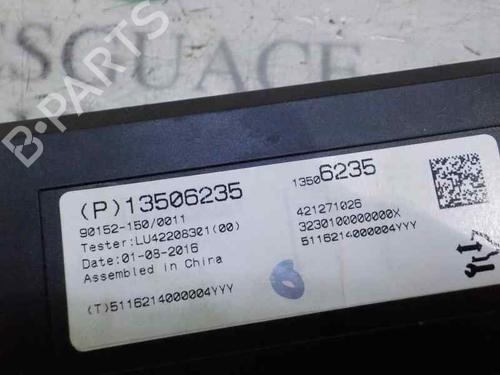 DESGUACE
B-PARTS
(P)13506235
90152-150/0011
Tester:LU42208301(00)
Date:01-08-2016
Assembled in China
(T)5116214000004YYY
13506235
421271026
3230100000000X
5116214000004YYY